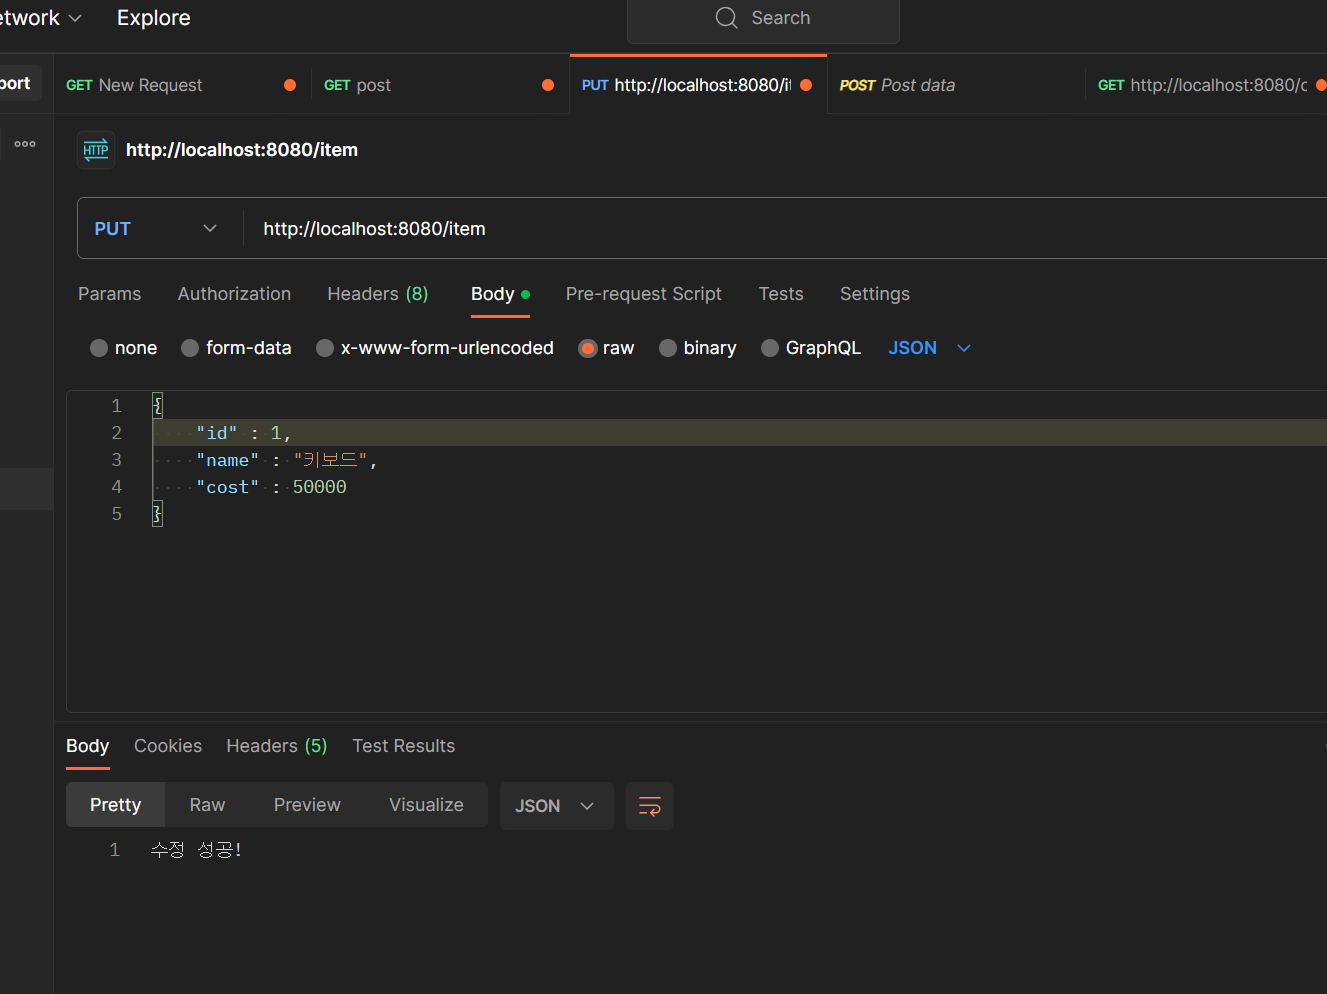 etwork Explore Search
port GET New Request GET post PUT http://localhost:8080/it POST Post data GET http://localhost:8080/c
HTTP http://localhost:8080/item
PUT http://localhost:8080/item
Params Authorization Headers (8) Body Pre-request Script Tests Settings
none form-data x-www-form-urlencoded raw binary GraphQL JSON
1 {
2 "id" : 1,
3 "name" : "키보드",
4 "cost" : 50000
5 }
Body Cookies Headers (5) Test Results
Pretty Raw Preview Visualize JSON
1 수정 성공!